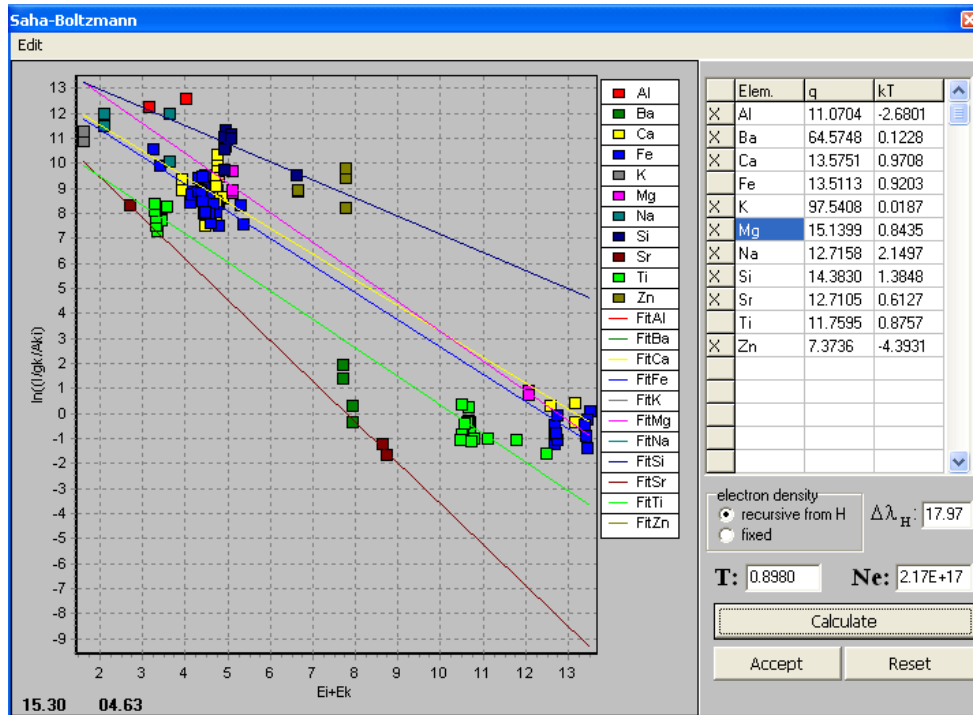 Saha-Boltzmann
Edit
13
12
11
10
9
8
7
6
5
4
3
2
1
0
-1
-2
-3
-4
-5
-6
-7
-8
-9
ln((I/gk/Aki)
2 3 4 5 6 7 8 9 10 11 12 13
Ei+Ek
15.30 04.63
Al
Ba
Ca
Fe
K
Mg
Na
Si
Sr
Ti
Zn
FitAl
FitBa
FitCa
FitFe
FitK
FitMg
FitNa
FitSi
FitSr
FitTi
FitZn
Elem. q kT
X Al 11.0704 -2.6801
X Ba 64.5748 0.1228
X Ca 13.5751 0.9708
Fe 13.5113 0.9203
X K 97.5408 0.0187
X Mg 15.1399 0.8435
X Na 12.7158 2.1497
X Si 14.3830 1.3848
X Sr 12.7105 0.6127
Ti 11.7595 0.8757
X Zn 7.3736 -4.3931
electron density
recursive from H
fixed
Δλ H: 17.97
T: 0.8980 Ne: 2.17E+17
Calculate
Accept Reset